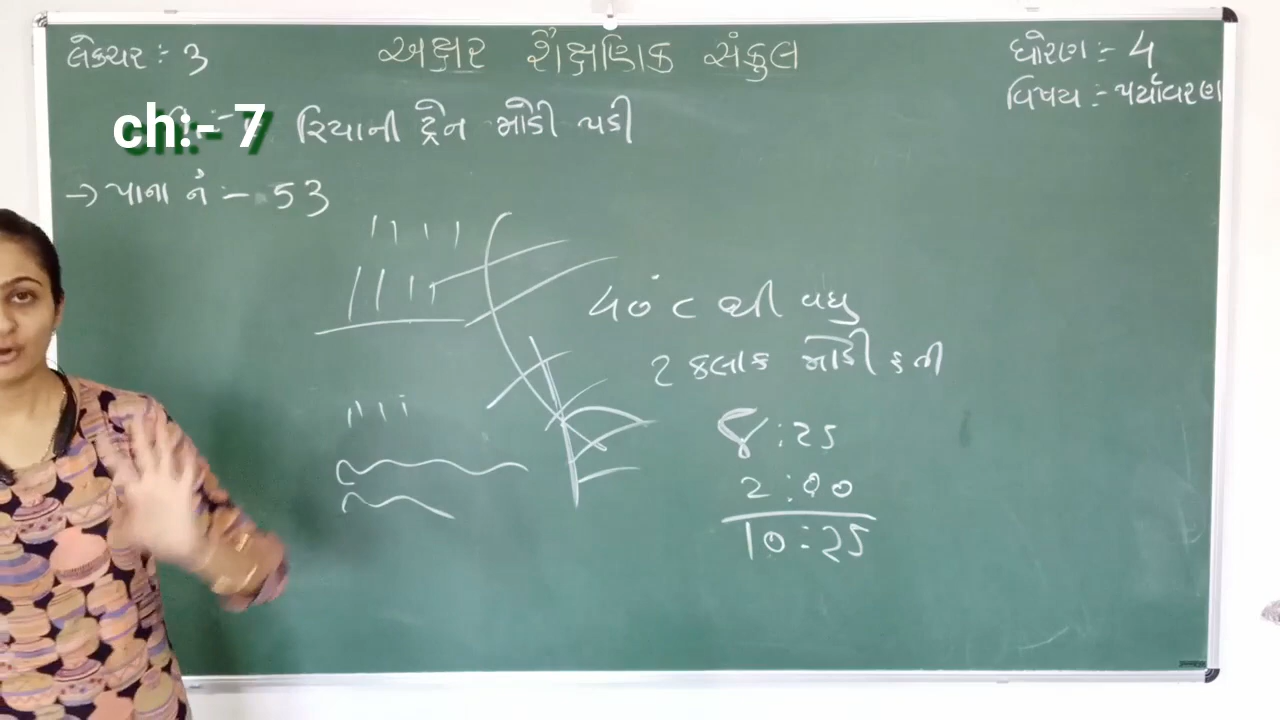 લેક્ચર :- 3
અક્ષર શૈક્ષણિક સંકુલ
ધોરણ :- 4
વિષય :- પર્યાવરણ
ch:- 7
રિયાની ટ્રેન મોડી પડી
→ પાના નં :- 53
40°C થી વધુ
2 કલાક મોડી હતી
8:25
2:00
10:25